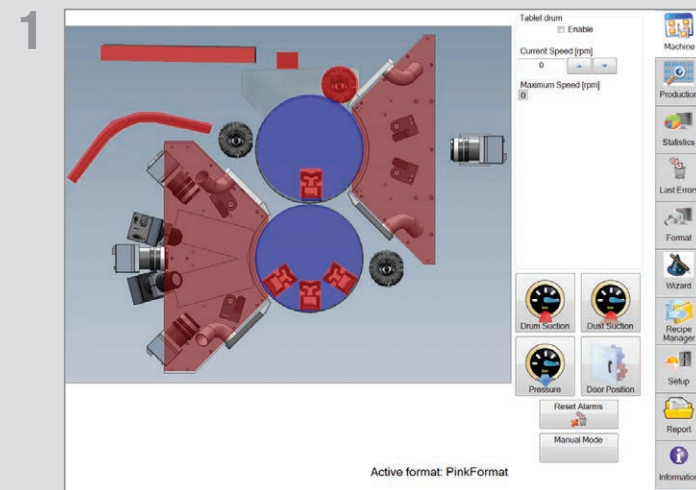 1
Tablet drum
Enable
Current Speed [rpm]
0
Maximum Speed [rpm]
0
Drum Suction
Dust Suction
Pressure
Door Position
Reset Alarms
Manual Mode
Active format: PinkFormat
Machine
Production
Statistics
Last Errors
Format
Wizard
Recipe
Manager
Setup
Report
Information